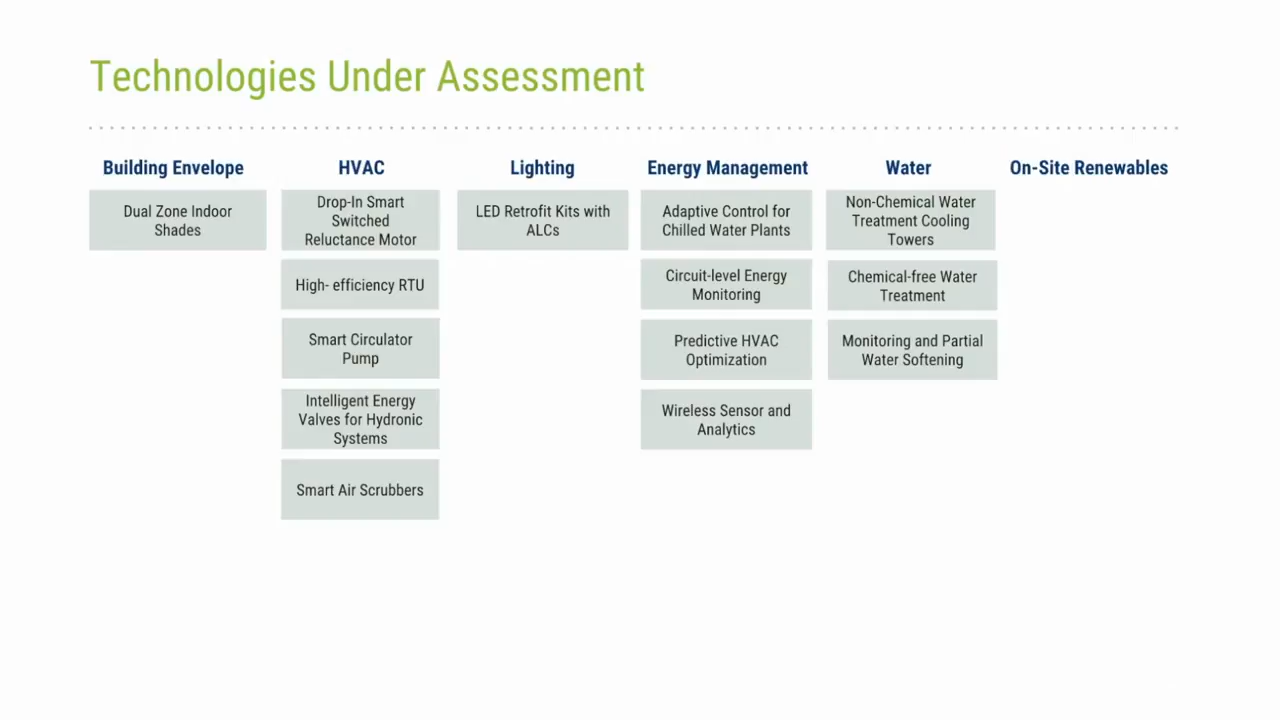 Technologies Under Assessment
Building Envelope
Dual Zone Indoor
Shades
HVAC
Drop-In Smart
Switched
Reluctance Motor
High- efficiency RTU
Smart Circulator
Pump
Intelligent Energy
Valves for Hydronic
Systems
Smart Air Scrubbers
Lighting
LED Retrofit Kits with
ALCs
Energy Management
Adaptive Control for
Chilled Water Plants
Circuit-level Energy
Monitoring
Predictive HVAC
Optimization
Wireless Sensor and
Analytics
Water
Non-Chemical Water
Treatment Cooling
Towers
Chemical-free Water
Treatment
Monitoring and Partial
Water Softening
On-Site Renewables